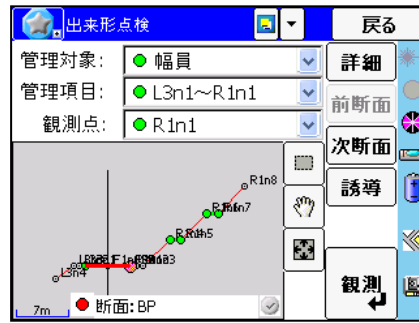 出来形点検
戻る
管理対象: 幅員
詳細
管理項目: L3n1～R1n1
前断面
観測点: R1n1
次断面
誘導
R1n8
L3n4
7m
断面:BP
観測